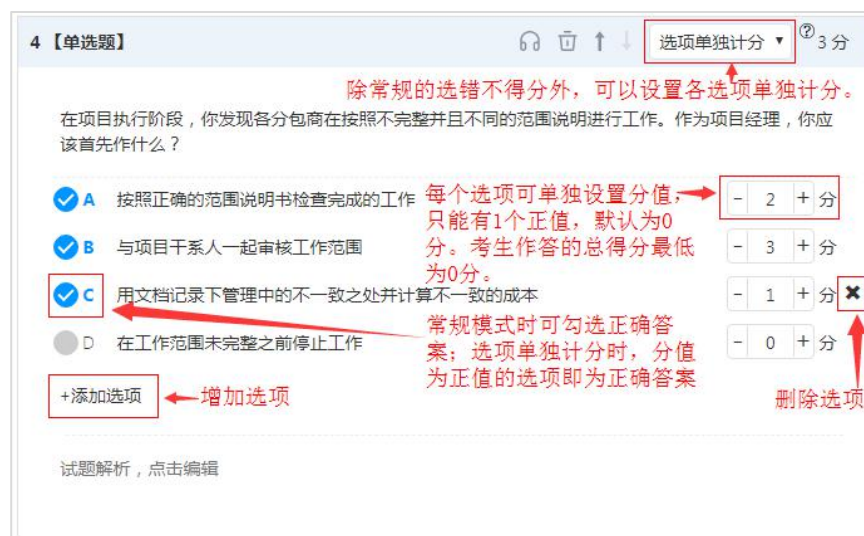 4 【单选题】 选项单独计分 ▼ ? 3 分
除常规的选错不得分外，可以设置各选项单独计分。
在项目执行阶段，你发现各分包商在按照不完整并且不同的范围说明进行工作。作为项目经理，你应
该首先作什么？
A 按照正确的范围说明书检查完成的工作 - 2 + 分
每个选项可单独设置分值，
只能有1个正值，默认为0
分。考生作答的总得分最低
为0分。
B 与项目干系人一起审核工作范围 - 3 + 分
C 用文档记录下管理中的不一致之处并计算不一致的成本 - 1 + 分 ✖
常规模式时可勾选正确答
案；选项单独计分时，分值
为正值的选项即为正确答案
D 在工作范围未完整之前停止工作 - 0 + 分
+添加选项
增加选项
删除选项
试题解析，点击编辑